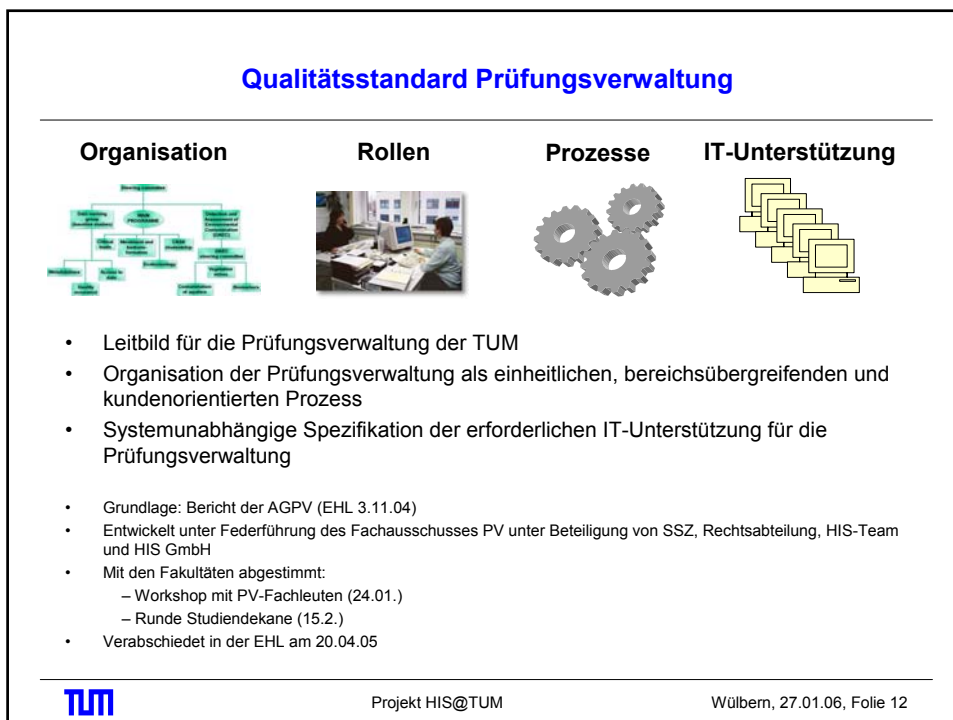 Qualitätsstandard Prüfungsverwaltung
Organisation
Rollen
Prozesse
IT-Unterstützung
• Leitbild für die Prüfungsverwaltung der TUM
• Organisation der Prüfungsverwaltung als einheitlichen, bereichsübergreifenden und
kundenorientierten Prozess
• Systemunabhängige Spezifikation der erforderlichen IT-Unterstützung für die
Prüfungsverwaltung
• Grundlage: Bericht der AGPV (EHL 3.11.04)
• Entwickelt unter Federführung des Fachausschusses PV unter Beteiligung von SSZ, Rechtsabteilung, HIS-Team
und HIS GmbH
• Mit den Fakultäten abgestimmt:
– Workshop mit PV-Fachleuten (24.01.)
– Runde Studiendekane (15.2.)
• Verabschiedet in der EHL am 20.04.05
TUM
Projekt HIS@TUM
Wülbern, 27.01.06, Folie 12